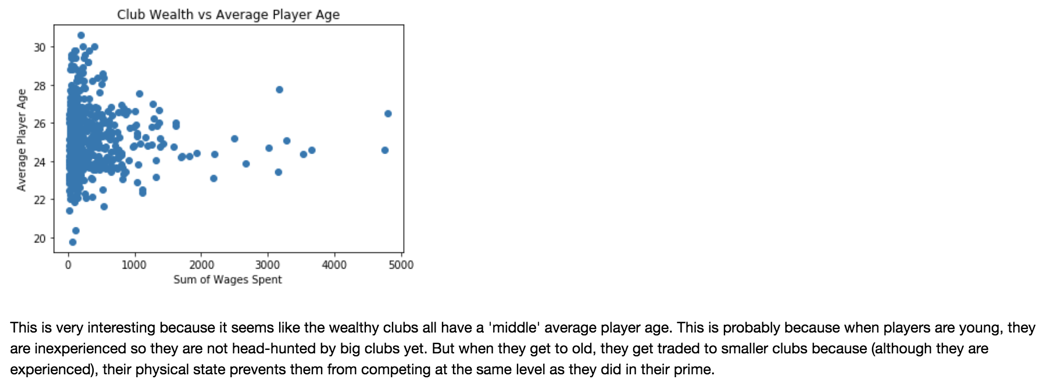 Club Wealth vs Average Player Age
30
28
26
24
22
20
Average Player Age
0 1000 2000 3000 4000 5000
Sum of Wages Spent
This is very interesting because it seems like the wealthy clubs all have a 'middle' average player age. This is probably because when players are young, they
are inexperienced so they are not head-hunted by big clubs yet. But when they get to old, they get traded to smaller clubs because (although they are
experienced), their physical state prevents them from competing at the same level as they did in their prime.